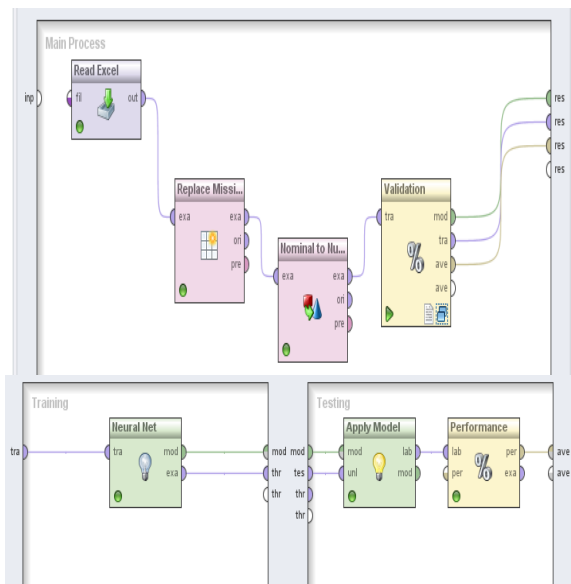 Main Process
Read Excel
inp
fil
out
res
res
res
res
Replace Missi...
exa
exa
ori
pre
Nominal to Nu...
exa
exa
ori
pre
Validation
tra
mod
tra
ave
ave
%
Training
Neural Net
tra
tra
mod
exa
mod
thr
thr
Testing
Apply Model
mod
tes
thr
thr
mod
unl
lab
mod
Performance
lab
per
per
exa
%
ave
ave